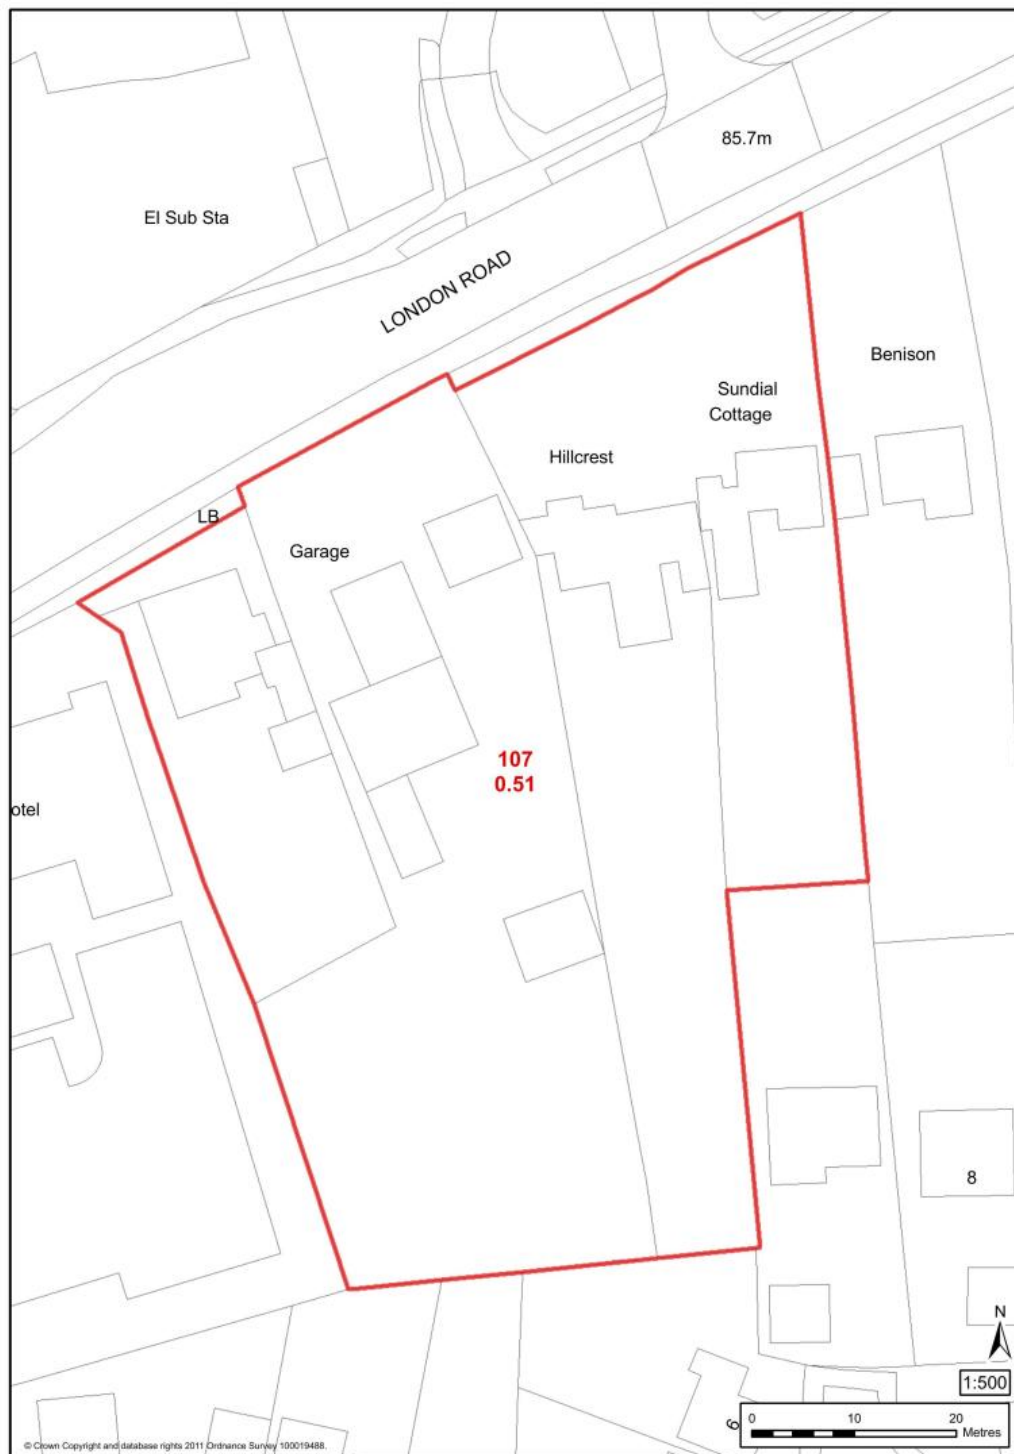 85.7m
El Sub Sta
LONDON ROAD
Benison
Sundial
Cottage
Hillcrest
LB
Garage
107
0.51
otel
8
N
1:500
6
0 10 20
Metres
© Crown Copyright and database rights 2011 Ordnance Survey 100019488.